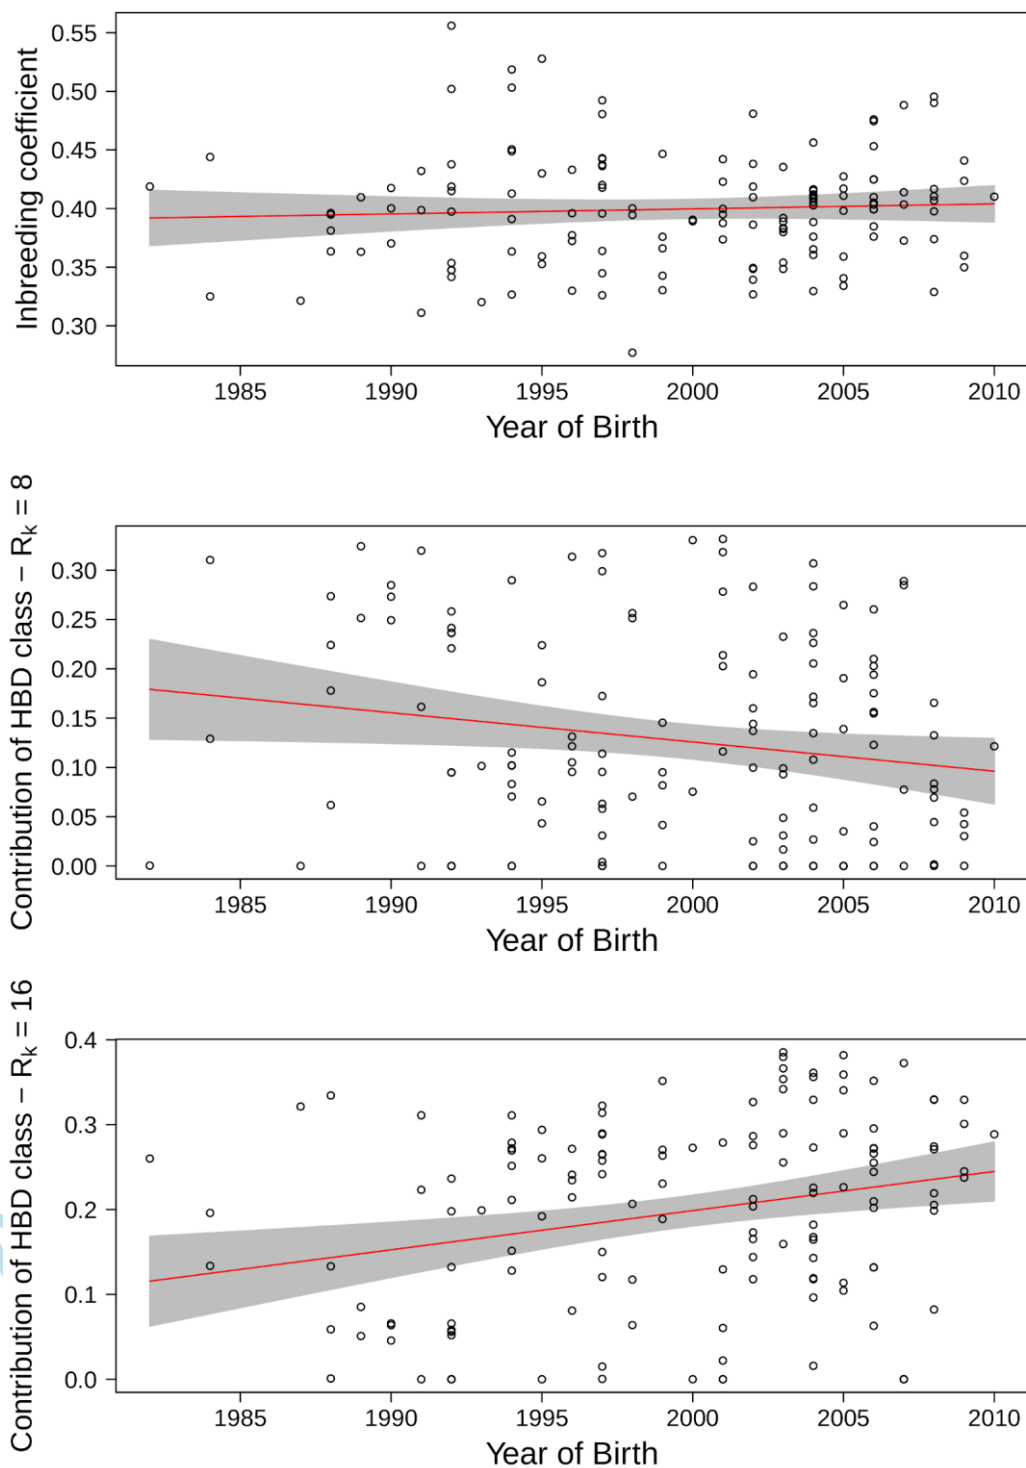 Inbreeding coefficient
0.55
0.50
0.45
0.40
0.35
0.30
1985 1990 1995 2000 2005 2010
Year of Birth
Contribution of HBD class − Rk = 8
0.30
0.25
0.20
0.15
0.10
0.05
0.00
1985 1990 1995 2000 2005 2010
Year of Birth
Contribution of HBD class − Rk = 16
0.4
0.3
0.2
0.1
0.0
1985 1990 1995 2000 2005 2010
Year of Birth